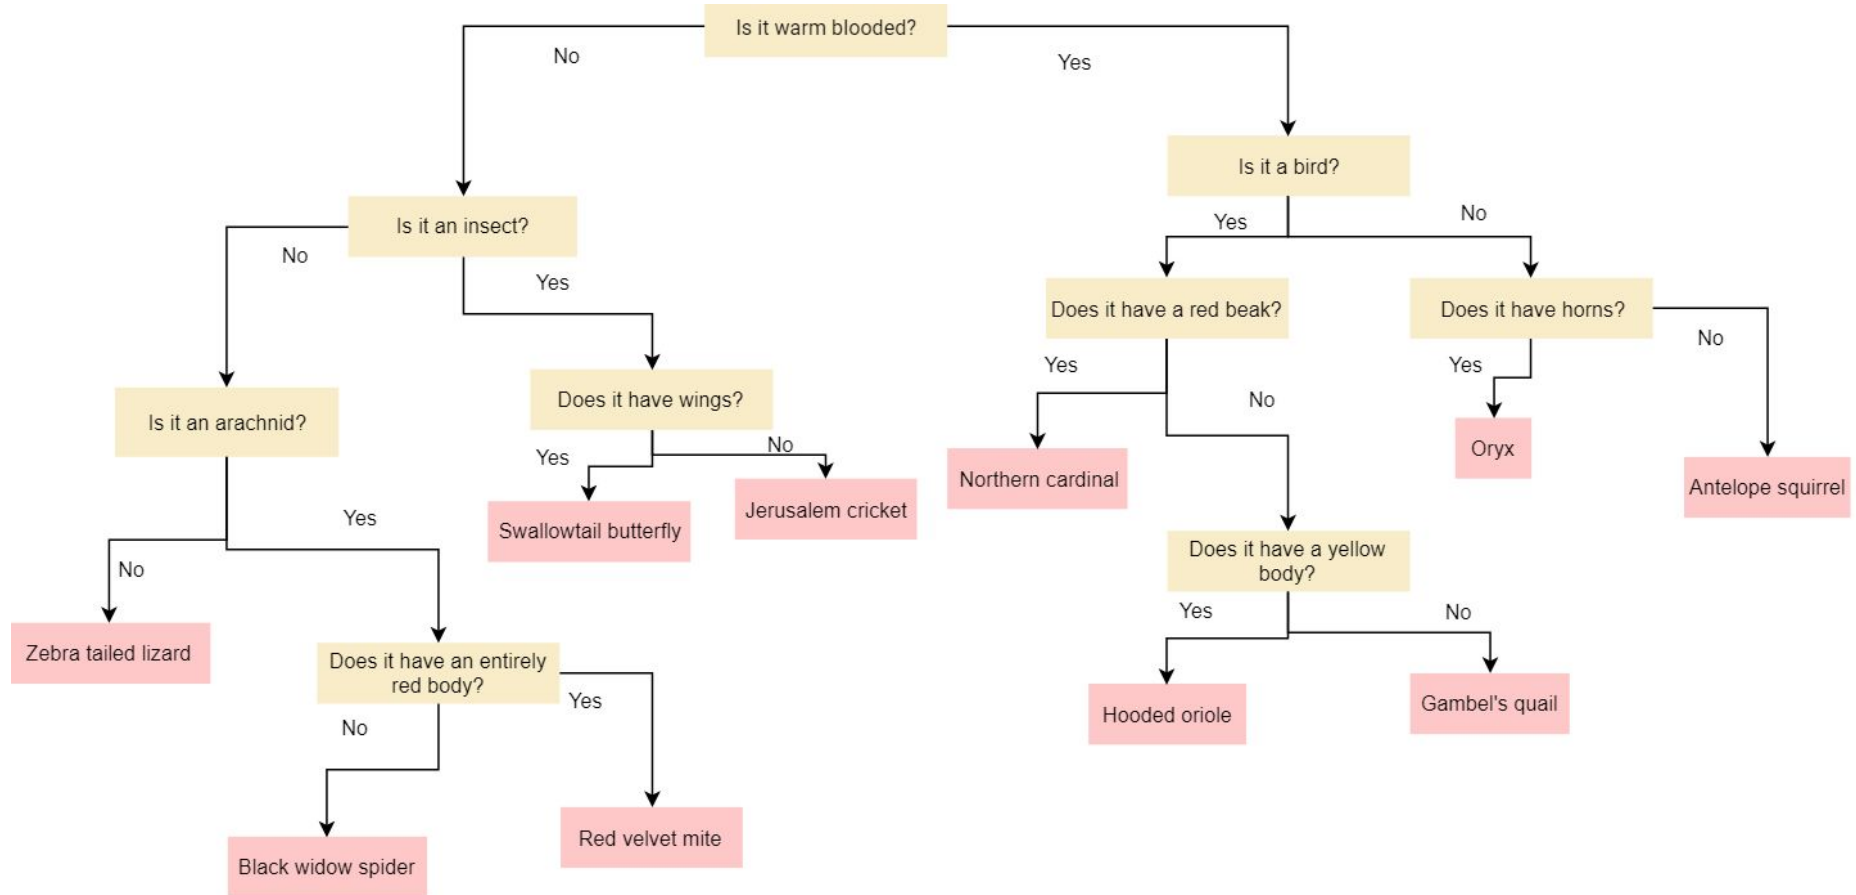 Is it warm blooded?
No
Yes
Is it a bird?
Is it an insect?
Yes
No
No
Yes
Does it have a red beak?
Does it have horns?
Yes
No
Yes
No
Is it an arachnid?
Does it have wings?
Yes
No
Northern cardinal
Oryx
Antelope squirrel
Swallowtail butterfly
Jerusalem cricket
Yes
No
Does it have a yellow
body?
Yes
No
Zebra tailed lizard
Does it have an entirely
red body?
Yes
No
Hooded oriole
Gambel's quail
Black widow spider
Red velvet mite